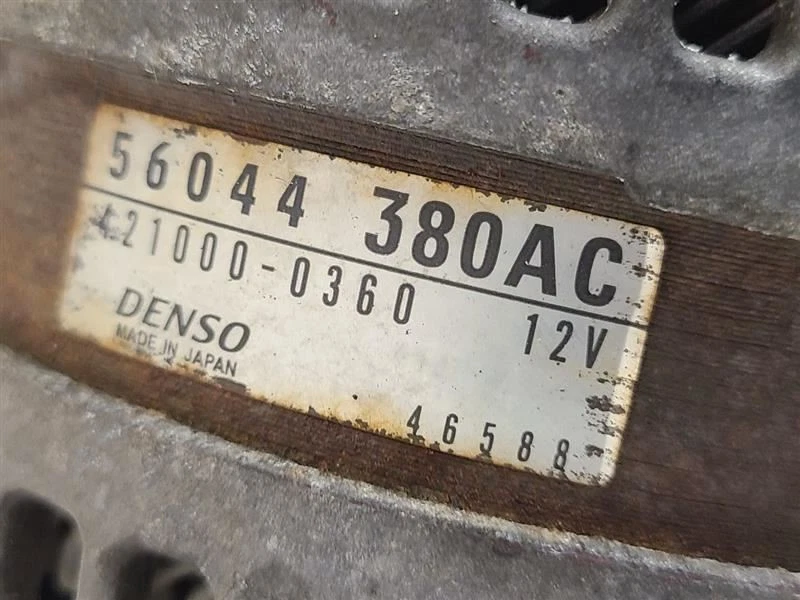 56044 380AC
421000-0360 12V
DENSO
MADE IN JAPAN
46588